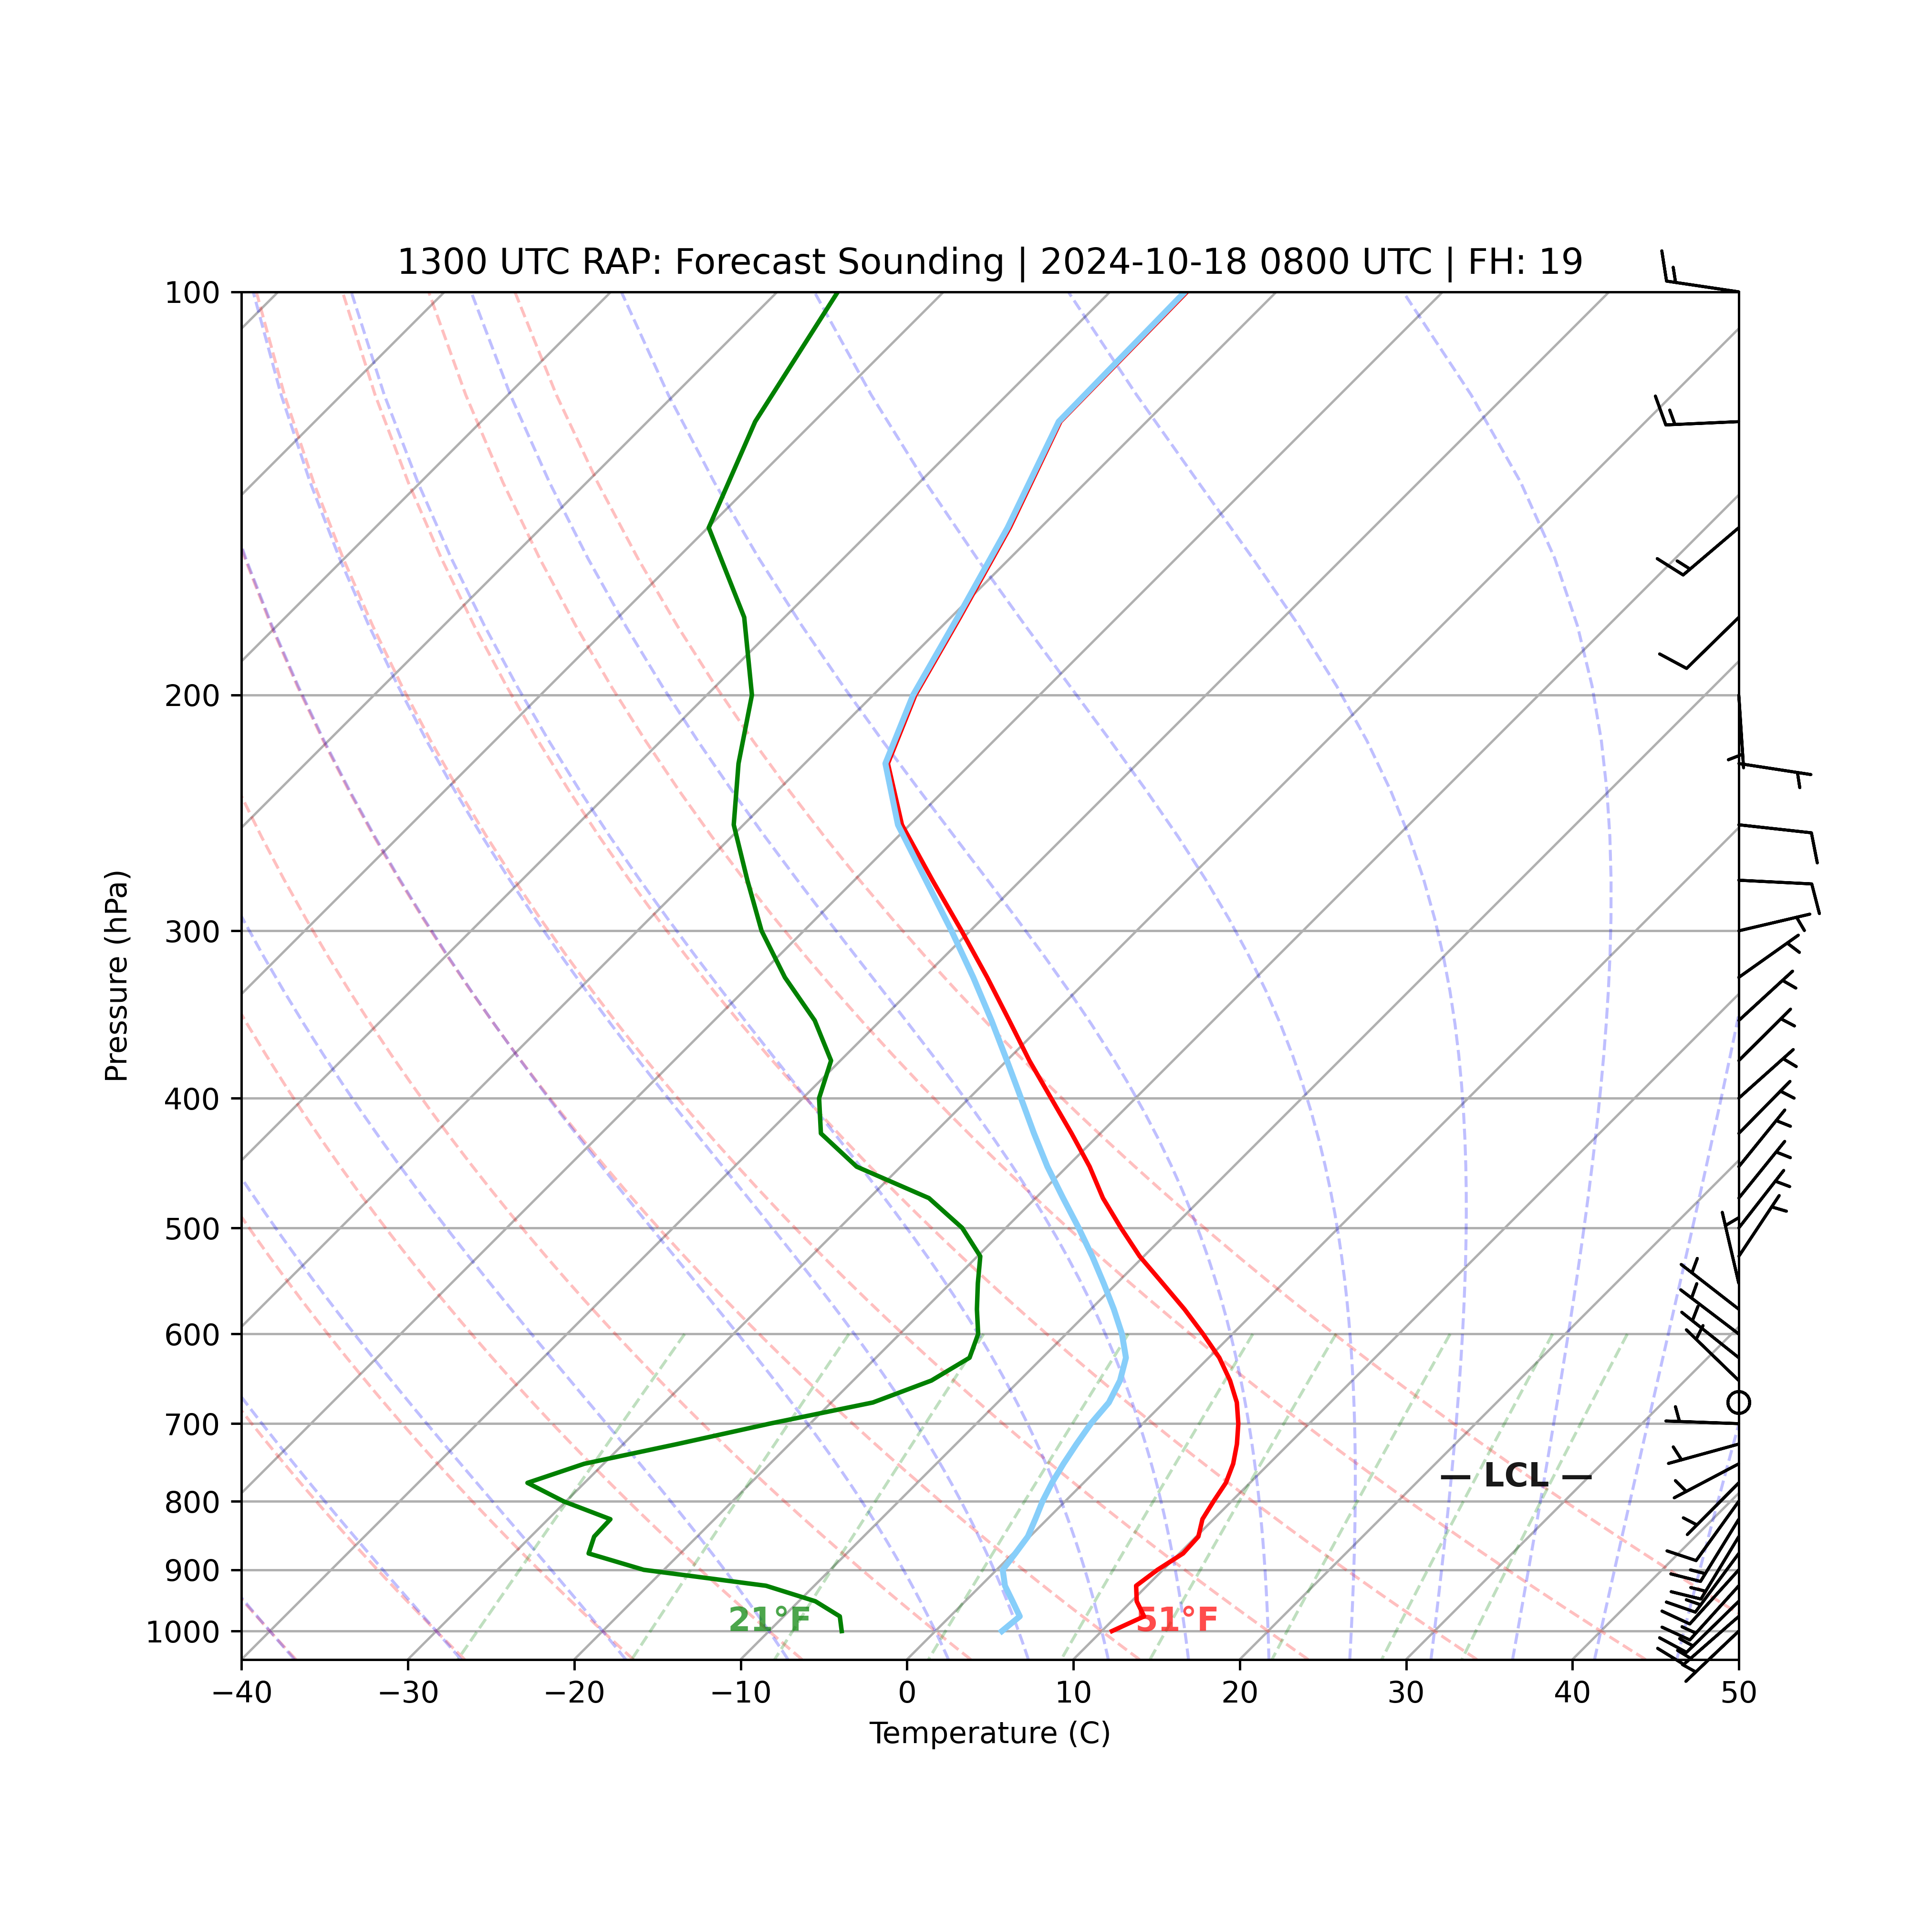 1300 UTC RAP: Forecast Sounding | 2024-10-18 0800 UTC | FH: 19
100
200
300
400
500
600
700
800
900
1000
Pressure (hPa)
— LCL —
21°F
51°F
−40 −30 −20 −10 0 10 20 30 40 50
Temperature (C)